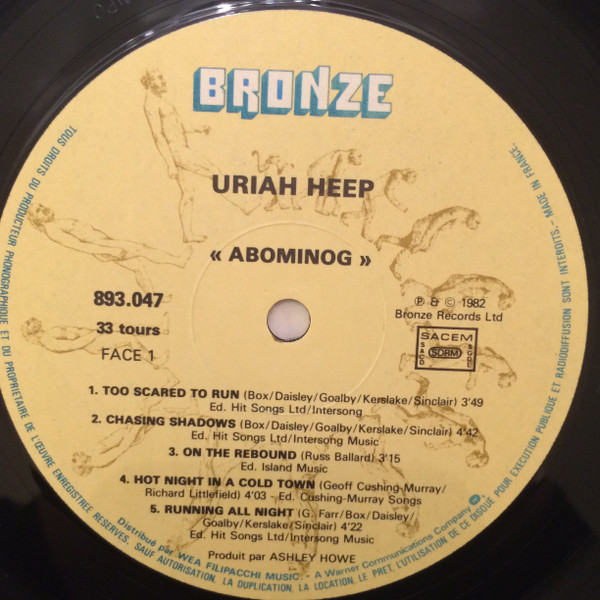 BRONZE
URIAH HEEP
« ABOMINOG »
893.047
33 tours
FACE 1
℗ & © 1982
Bronze Records Ltd
SACEM
SACD
SDRM
SGDL
1. TOO SCARED TO RUN (Box/Daisley/Goalby/Kerslake/Sinclair) 3'49
Ed. Hit Songs Ltd/Intersong
2. CHASING SHADOWS (Box/Daisley/Goalby/Kerslake/Sinclair) 4'42
Ed. Hit Songs Ltd/Intersong Music
3. ON THE REBOUND (Russ Ballard) 3'15
Ed. Island Music
4. HOT NIGHT IN A COLD TOWN (Geoff Cushing-Murray/
Richard Littlefield) 4'03 - Ed. Cushing-Murray Songs
5. RUNNING ALL NIGHT (G. Farr/Box/Daisley/
Goalby/Kerslake/Sinclair) 4'22
Ed. Hit Songs Ltd/Intersong Music
Produit par ASHLEY HOWE
Distribué par WEA FILIPACCHI MUSIC. - A Warner Communications Company
TOUS DROITS DU PRODUCTEUR PHONOGRAPHIQUE ET DU PROPRIETAIRE DE L'ŒUVRE ENREGISTREE RESERVES, SAUF AUTORISATION, LA DUPLICATION, LA LOCATION, LE PRET, L'UTILISATION DE CE DISQUE POUR EXECUTION PUBLIQUE ET RADIODIFFUSION SONT INTERDITS. - MADE IN FRANCE.